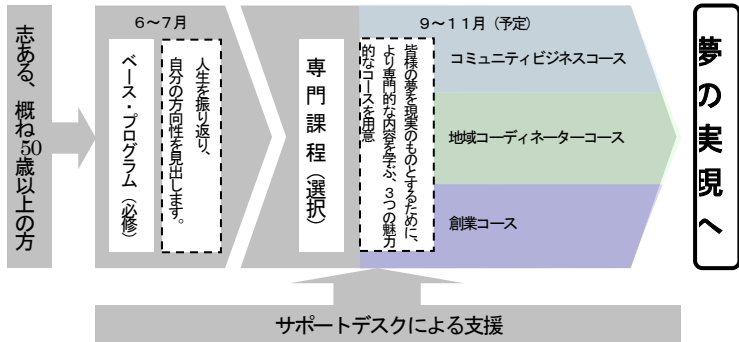 志ある、概ね50歳以上の方
６～７月
ベース・プログラム（必修）
人生を振り返り、
自分の方向性を見出します。
専門課程（選択）
９～１１月（予定）
皆様の夢を現実のものとするために、
より専門的な内容を学ぶ、３つの魅力
的なコースを用意
コミュニティビジネスコース
地域コーディネーターコース
創業コース
夢の実現へ
サポートデスクによる支援